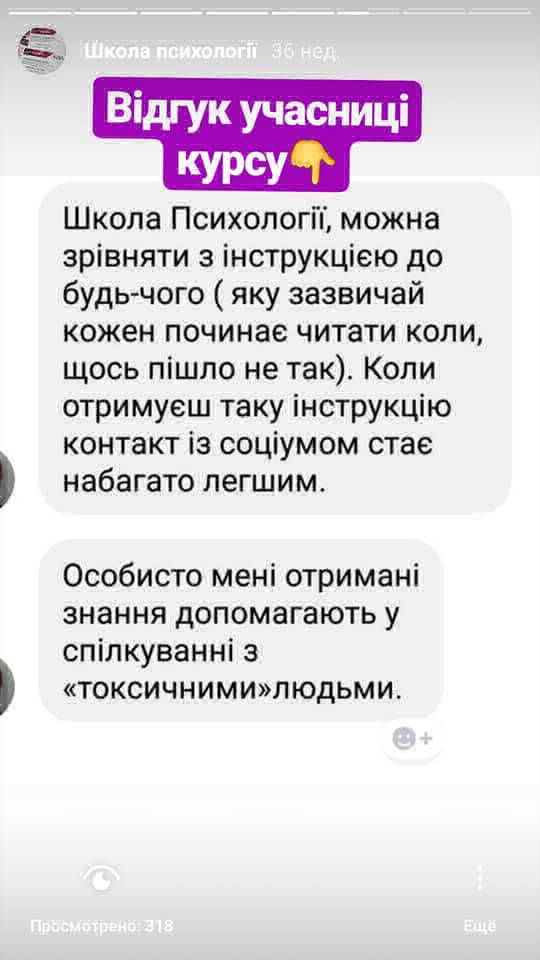 Школа психології 36 нед.
Відгук учасниці
курсу👇
Школа Психології, можна
зрівняти з інструкцією до
будь-чого ( яку зазвичай
кожен починає читати коли,
щось пішло не так). Коли
отримуєш таку інструкцію
контакт із соціумом стає
набагато легшим.
Особисто мені отримані
знання допомагають у
спілкуванні з
«токсичними»людьми.
Просмотрено: 318
Ещё